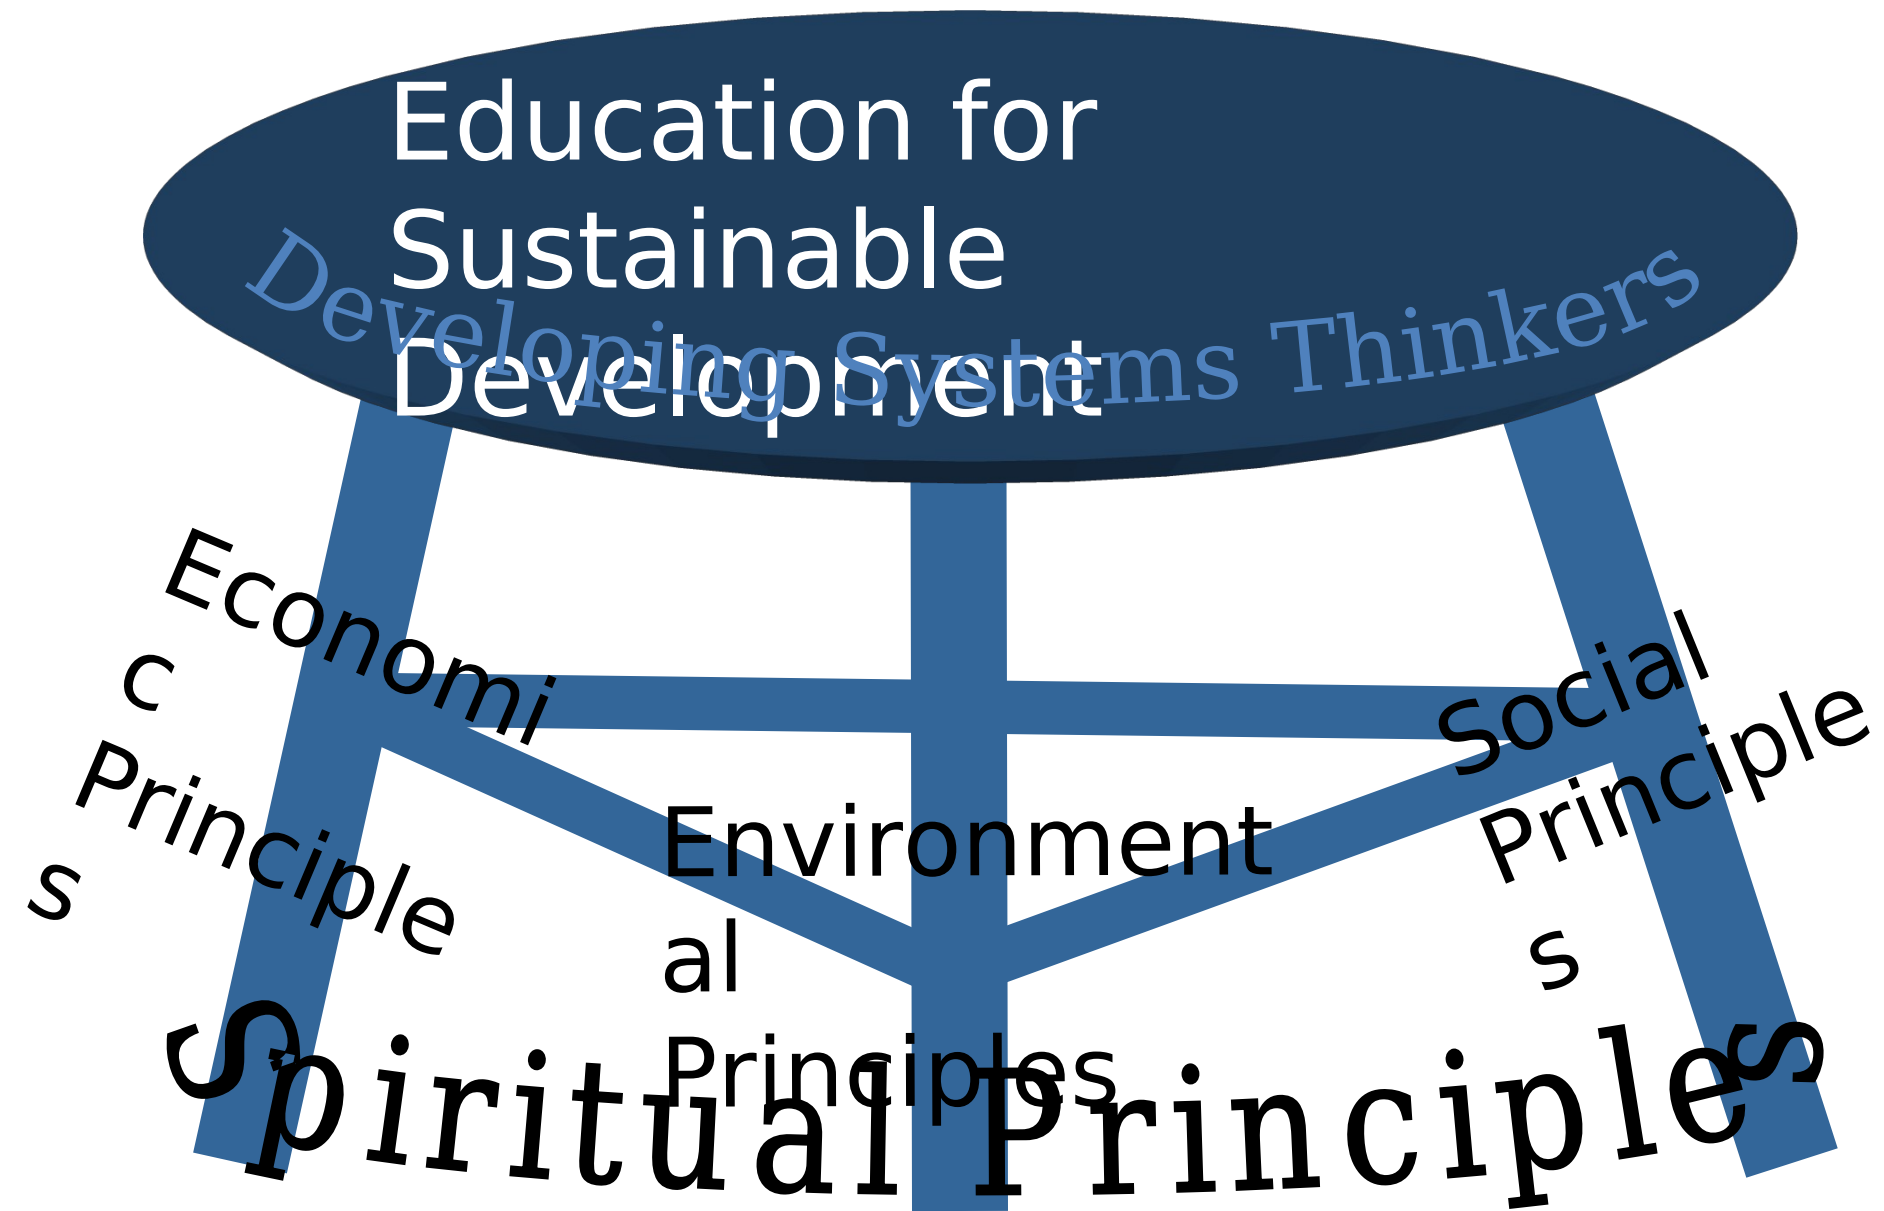 Education for
Sustainable
Development
Developing Systems Thinkers
Economi
c
Principle
s
Environment
al
Principles
Social
Principle
s
Spiritual Principles